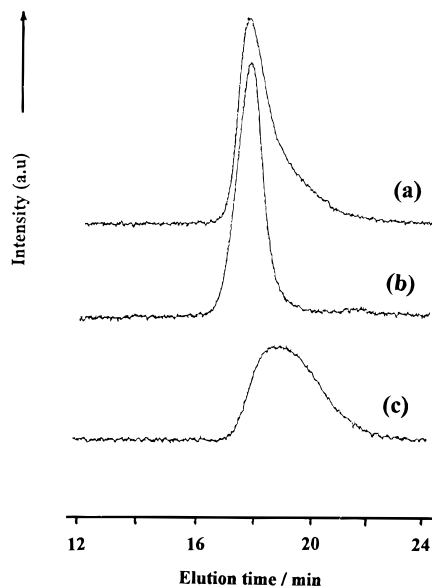 Intensity (a.u)
(a)
(b)
(c)
12 16 20 24
Elution time / min